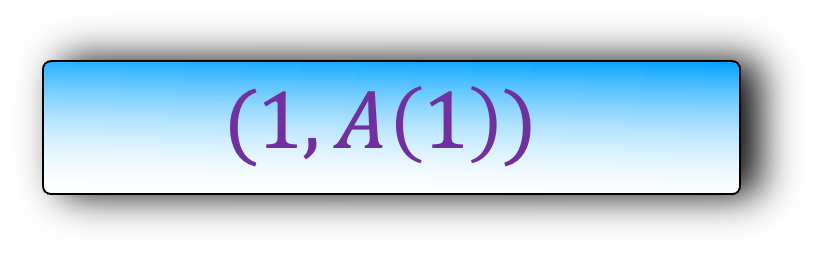 (1, A(1))